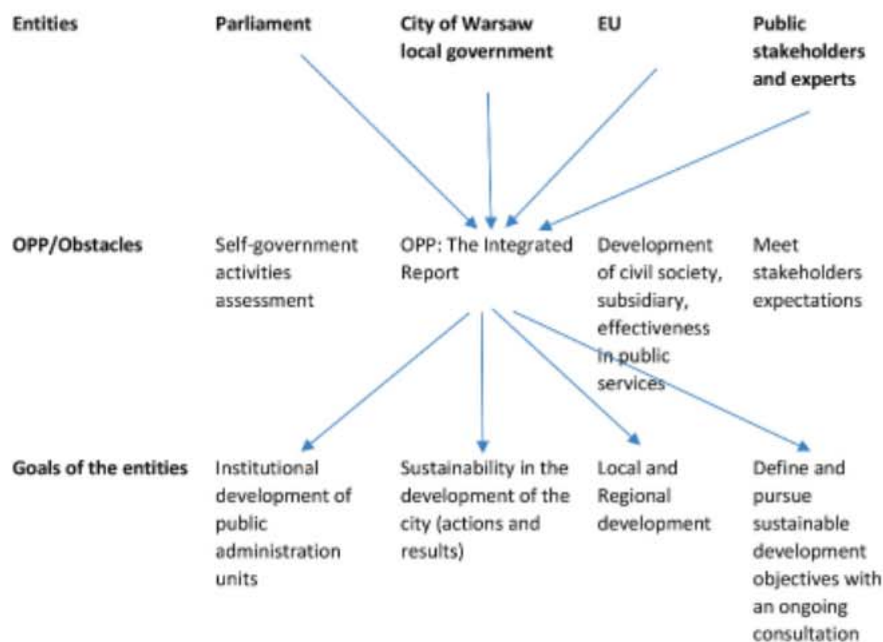 Entities
Parliament
City of Warsaw
local government
EU
Public
stakeholders
and experts
OPP/Obstacles
Self-government
activities
assessment
OPP: The Integrated
Report
Development
of civil society,
subsidiary,
effectiveness
in public
services
Meet
stakeholders
expectations
Goals of the entities
Institutional
development of
public
administration
units
Sustainability in the
development of the
city (actions and
results)
Local and
Regional
development
Define and
pursue
sustainable
development
objectives with
an ongoing
consultation